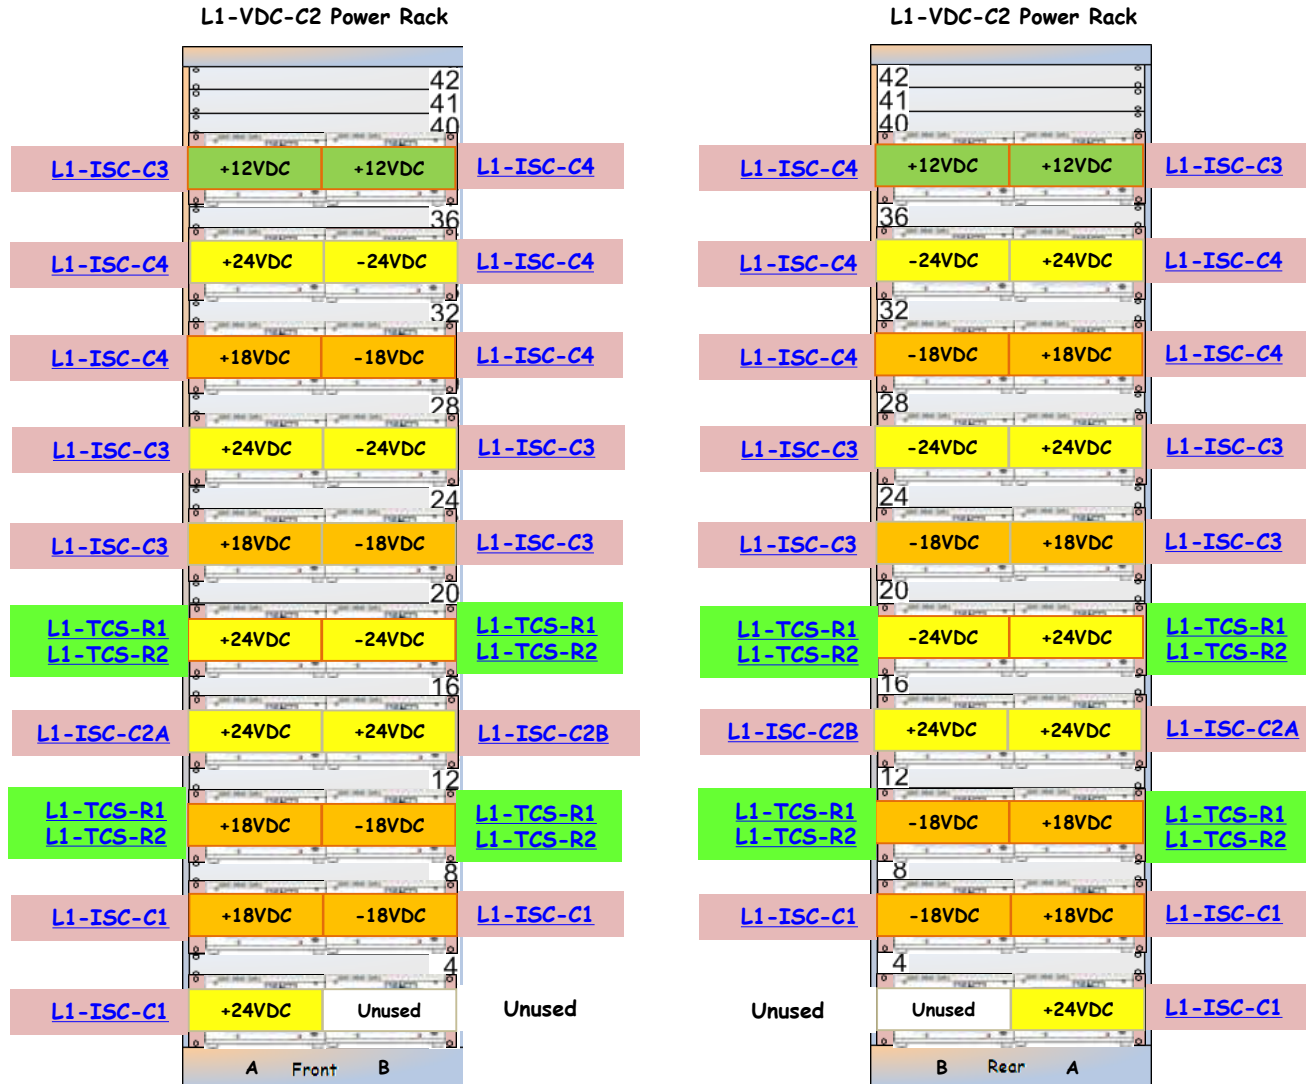 L1-VDC-C2 Power Rack
42
41
40
L1-ISC-C3 +12VDC +12VDC L1-ISC-C4
36
L1-ISC-C4 +24VDC -24VDC L1-ISC-C4
32
L1-ISC-C4 +18VDC -18VDC L1-ISC-C4
28
L1-ISC-C3 +24VDC -24VDC L1-ISC-C3
24
L1-ISC-C3 +18VDC -18VDC L1-ISC-C3
20
L1-TCS-R1 +24VDC -24VDC L1-TCS-R1
L1-TCS-R2 L1-TCS-R2
16
L1-ISC-C2A +24VDC +24VDC L1-ISC-C2B
12
L1-TCS-R1 +18VDC -18VDC L1-TCS-R1
L1-TCS-R2 L1-TCS-R2
8
L1-ISC-C1 +18VDC -18VDC L1-ISC-C1
4
L1-ISC-C1 +24VDC Unused Unused
A Front B
L1-VDC-C2 Power Rack
42
41
40
L1-ISC-C4 +12VDC +12VDC L1-ISC-C3
36
L1-ISC-C4 -24VDC +24VDC L1-ISC-C4
32
L1-ISC-C4 -18VDC +18VDC L1-ISC-C4
28
L1-ISC-C3 -24VDC +24VDC L1-ISC-C3
24
L1-ISC-C3 -18VDC +18VDC L1-ISC-C3
20
L1-TCS-R1 -24VDC +24VDC L1-TCS-R1
L1-TCS-R2 L1-TCS-R2
16
L1-ISC-C2B +24VDC +24VDC L1-ISC-C2A
12
L1-TCS-R1 -18VDC +18VDC L1-TCS-R1
L1-TCS-R2 L1-TCS-R2
8
L1-ISC-C1 -18VDC +18VDC L1-ISC-C1
4
Unused Unused +24VDC L1-ISC-C1
B Rear A